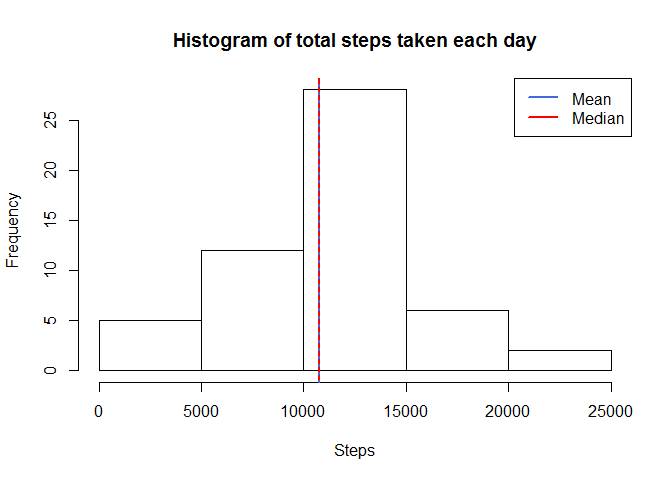 Histogram of total steps taken each day
Mean
Median
Frequency
25
20
15
10
5
0
0 5000 10000 15000 20000 25000
Steps